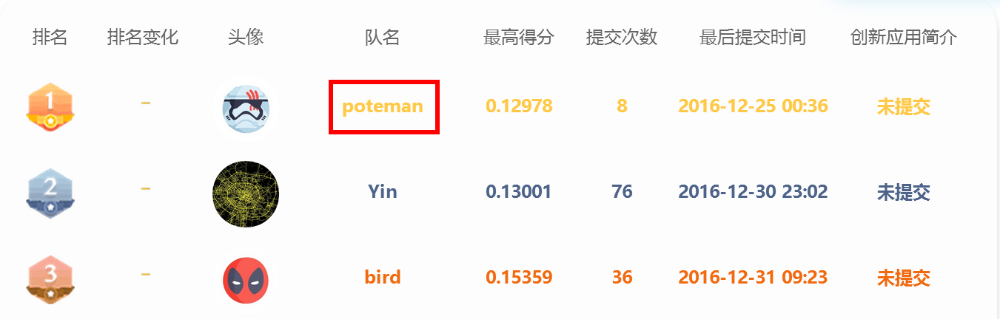 排名 排名变化 头像 队名 最高得分 提交次数 最后提交时间 创新应用简介
1 - poteman 0.12978 8 2016-12-25 00:36 未提交
2 - Yin 0.13001 76 2016-12-30 23:02 未提交
3 - bird 0.15359 36 2016-12-31 09:23 未提交